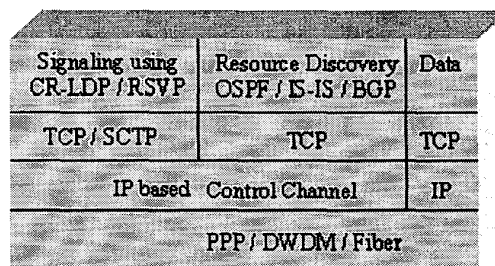 Signaling using Resource Discovery Data
CR-LDP / RSVP OSPF / IS-IS / BGP
TCP / SCTP TCP TCP
IP based Control Channel IP
PPP / DWDM / Fiber